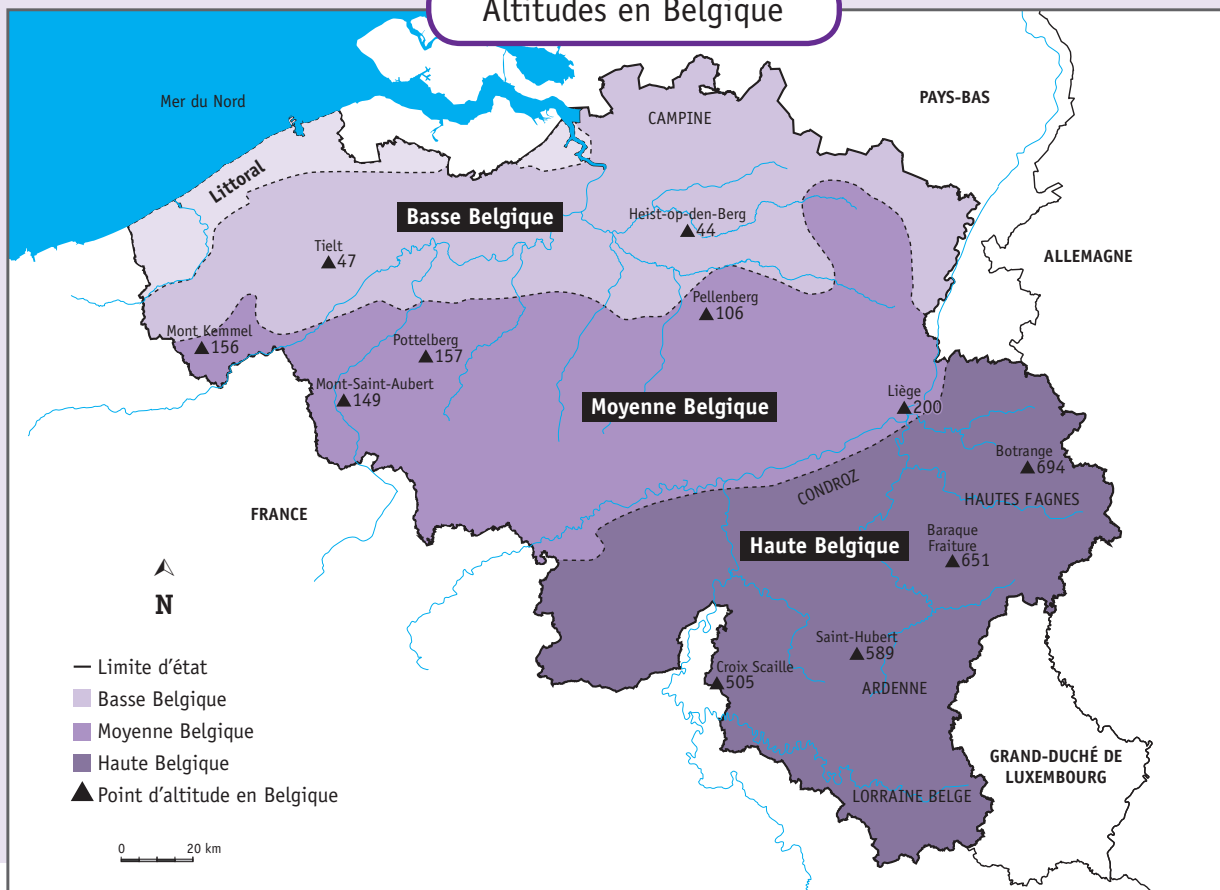 Altitudes en Belgique
Mer du Nord
PAYS-BAS
CAMPINE
Littoral
Basse Belgique
Heist-op-den-Berg
44
Tielt
47
ALLEMAGNE
Pellenberg
106
Mont Kemmel
156
Pottelberg
157
Mont-Saint-Aubert
149
Moyenne Belgique
Liège
200
Botrange
694
CONDROZ
HAUTES FAGNES
FRANCE
Haute Belgique
Baraque
Fraiture
651
N
Saint-Hubert
589
Croix Scaille
505
ARDENNE
Limite d'état
Basse Belgique
Moyenne Belgique
Haute Belgique
Point d'altitude en Belgique
GRAND-DUCHÉ DE
LUXEMBOURG
LORRAINE BELGE
0 20 km